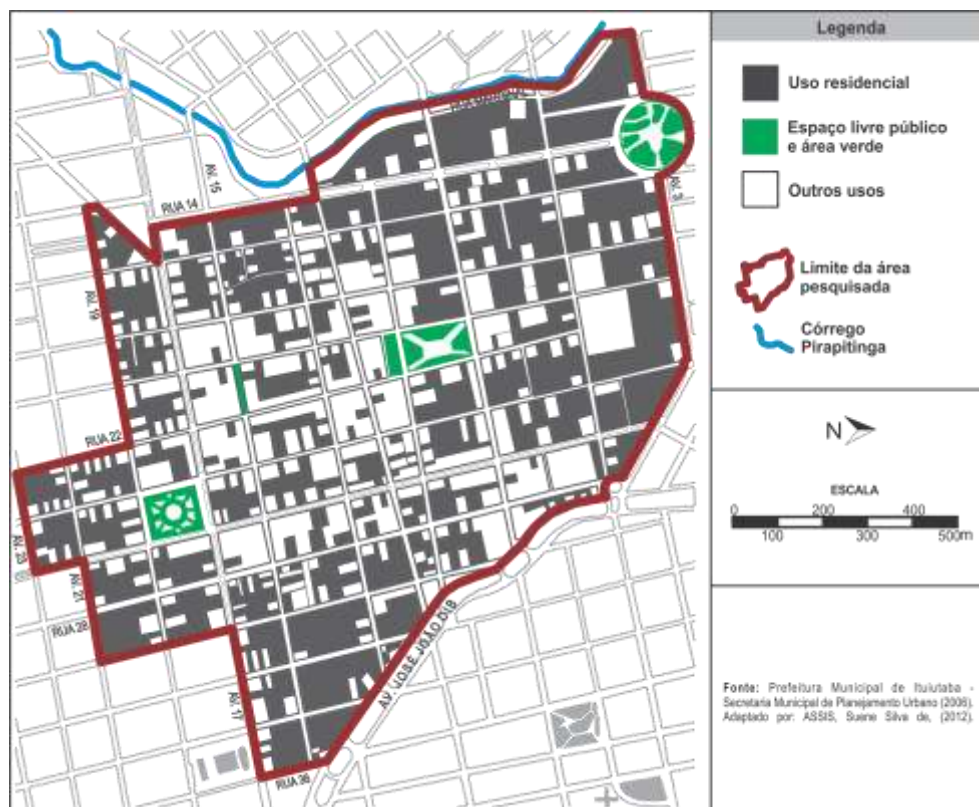 Legenda
Uso residencial
Espaço livre público
e área verde
Outros usos
Limite da área
pesquisada
Córrego
Pirapitinga
N
ESCALA
0 200 400
100 300 500m
Fonte: Prefeitura Municipal de Ituiutaba -
Secretaria Municipal de Planejamento Urbano (2006).
Adaptado por: ASSIS, Suene Silva de, (2012).
AV. 15
RUA 14
AV. 19
RUA 22
AV. 21
RUA 28
AV. 17
AV. JOSÉ JOÃO DIB
RUA 36